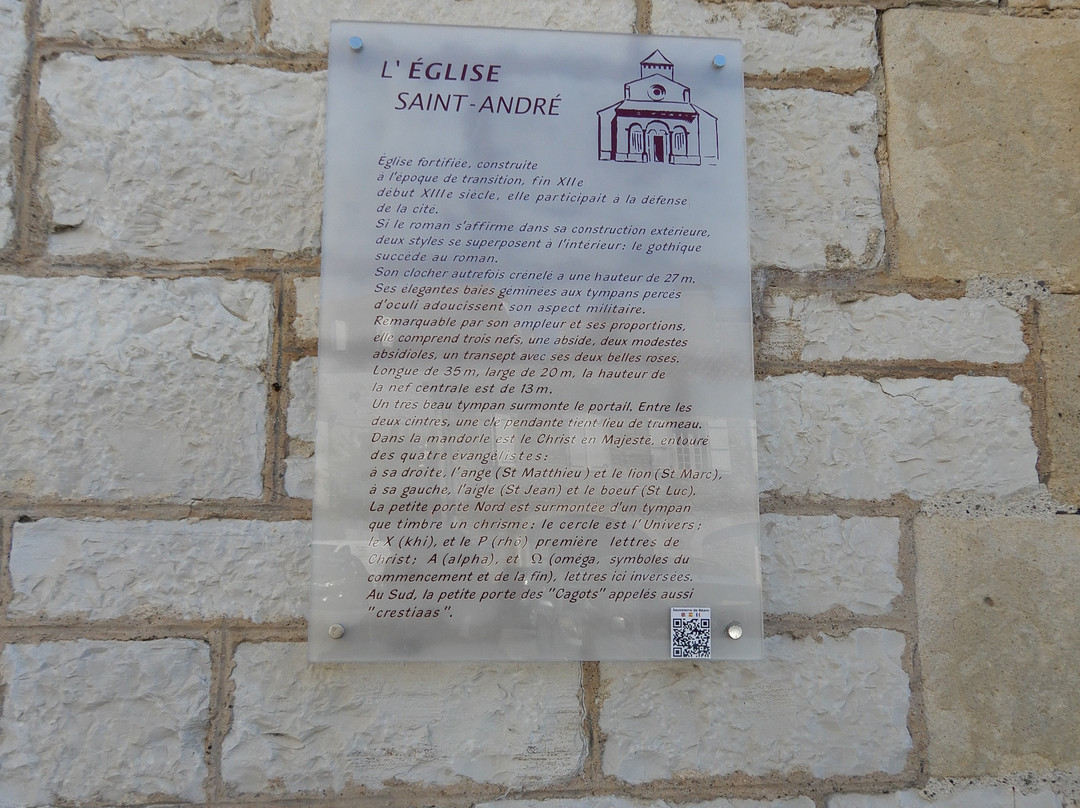 L'ÉGLISE
SAINT-ANDRÉ
Église fortifiée, construite
à l'époque de transition, fin XIIe
début XIIIe siècle, elle participait à la défense
de la cité.
Si le roman s'affirme dans sa construction extérieure,
deux styles se superposent à l'intérieur: le gothique
succède au roman.
Son clocher autrefois crénelé a une hauteur de 27 m.
Ses élégantes baies géminées aux tympans percés
d'oculi adoucissent son aspect militaire.
Remarquable par son ampleur et ses proportions,
elle comprend trois nefs, une abside, deux modestes
absidioles, un transept avec ses deux belles roses.
Longue de 35 m, large de 20 m, la hauteur de
la nef centrale est de 13 m.
Un très beau tympan surmonte le portail. Entre les
deux cintres, une clé pendante tient lieu de trumeau.
Dans la mandorle est le Christ en Majesté, entouré
des quatre évangélistes:
à sa droite, l'ange (St Matthieu) et le lion (St Marc),
à sa gauche, l'aigle (St Jean) et le boeuf (St Luc).
La petite porte Nord est surmontée d'un tympan
que timbre un chrisme: le cercle est l'Univers;
le X (khi), et le P (rhô) première lettres de
Christ; A (alpha), et Ω (oméga, symboles du
commencement et de la fin), lettres ici inversées.
Au Sud, la petite porte des "Cagots" appelés aussi
"crestiaas".
Sauveterre de Béarn